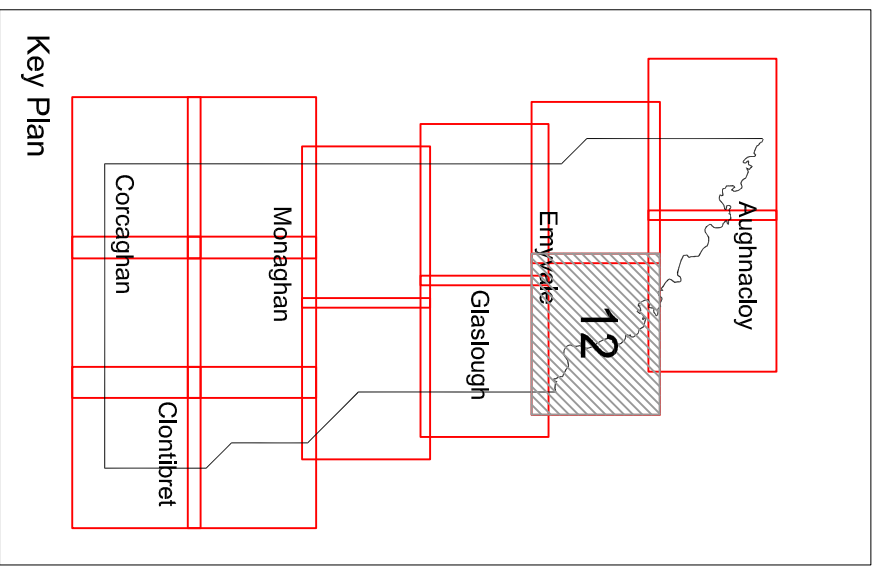 Key Plan
Aughnacloy
Emyvale
12
Glaslough
Monaghan
Corcaghan
Clontibret